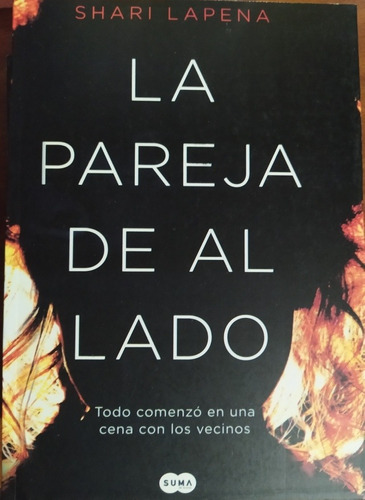 SHARI LAPENA
LA
PAREJA
DE AL
LADO
Todo comenzó en una
cena con los vecinos
SUMA